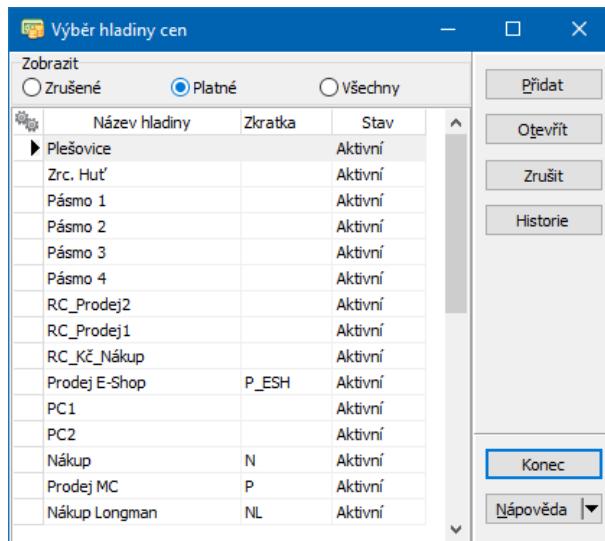 Výběr hladiny cen
Zobrazit
Zrušené Platné Všechny
Název hladiny Zkratka Stav
Plešovice Aktivní
Zrc. Huť Aktivní
Pásmo 1 Aktivní
Pásmo 2 Aktivní
Pásmo 3 Aktivní
Pásmo 4 Aktivní
RC_Prodej2 Aktivní
RC_Prodej1 Aktivní
RC_Kč_Nákup Aktivní
Prodej E-Shop P_ESH Aktivní
PC1 Aktivní
PC2 Aktivní
Nákup N Aktivní
Prodej MC P Aktivní
Nákup Longman NL Aktivní
Přidat
Otevřít
Zrušit
Historie
Konec
Nápověda